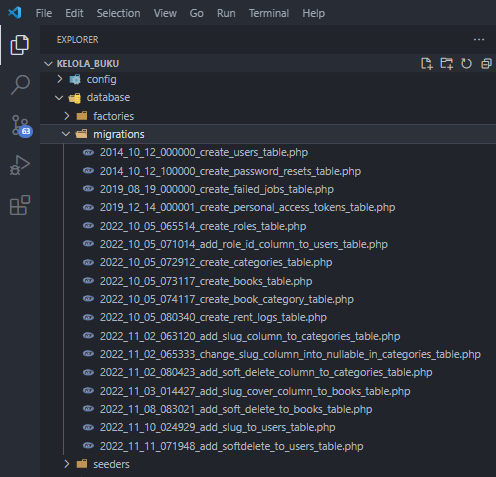 File Edit Selection View Go Run Terminal Help
EXPLORER
KELOLA_BUKU
config
database
factories
migrations
2014_10_12_000000_create_users_table.php
2014_10_12_100000_create_password_resets_table.php
2019_08_19_000000_create_failed_jobs_table.php
2019_12_14_000001_create_personal_access_tokens_table.php
2022_10_05_065514_create_roles_table.php
2022_10_05_071014_add_role_id_column_to_users_table.php
2022_10_05_072912_create_categories_table.php
2022_10_05_073117_create_books_table.php
2022_10_05_074117_create_book_category_table.php
2022_10_05_080340_create_rent_logs_table.php
2022_11_02_063120_add_slug_column_to_categories_table.php
2022_11_02_065333_change_slug_column_into_nullable_in_categories_table.php
2022_11_02_080423_add_soft_delete_column_to_categories_table.php
2022_11_03_014427_add_slug_cover_column_to_books_table.php
2022_11_08_083021_add_soft_delete_to_books_table.php
2022_11_10_024929_add_slug_to_users_table.php
2022_11_11_071948_add_softdelete_to_users_table.php
seeders
63